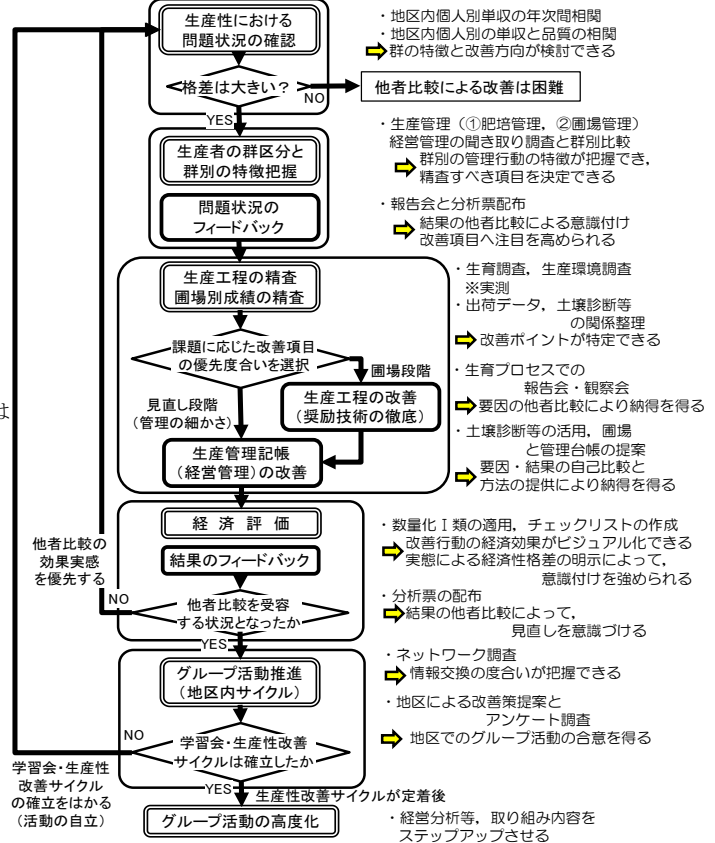 生産性における
問題状況の確認
・地区内個人別単収の年次間相関
・地区内個人別の単収と品質の相関
群の特徴と改善方向が検討できる
格差は大きい？
NO
他者比較による改善は困難
YES
生産者の群区分と
群別の特徴把握
・生産管理（①肥培管理，②圃場管理）
経営管理の聞き取り調査と群別比較
群別の管理行動の特徴が把握でき，
精査すべき項目を決定できる
問題状況の
フィードバック
・報告会と分析票配布
結果の他者比較による意識付け
改善項目へ注目を高められる
生産工程の精査
圃場別成績の精査
・生育調査，生産環境調査
※実測
・出荷データ，土壌診断等
の関係整理
改善ポイントが特定できる
課題に応じた改善項目
の優先度合いを選択
圃場段階
生産工程の改善
（奨励技術の徹底）
・生育プロセスでの
報告会・観察会
要因の他者比較により納得を得る
は
見直し段階
（管理の細かさ）
生産管理記帳
（経営管理）の改善
・土壌診断等の活用，圃場
と管理台帳の提案
要因・結果の自己比較と
方法の提供により納得を得る
経 済 評 価
結果のフィードバック
・数量化Ⅰ類の適用，チェックリストの作成
改善行動の経済効果がビジュアル化できる
実態による経済性格差の明示によって，
意識付けを強められる
他者比較の
効果実感
を優先する
NO
他者比較を受容
する状況となったか
・分析票の配布
結果の他者比較によって，
見直しを意識づける
YES
グループ活動推進
（地区内サイクル）
・ネットワーク調査
情報交換の度合いが把握できる
・地区による改善策提案と
アンケート調査
地区でのグループ活動の合意を得る
NO
学習会・生産性改善
サイクルは確立したか
学習会・生産性
改善サイクル
の確立をはかる
（活動の自立）
YES
生産性改善サイクルが定着後
グループ活動の高度化
・経営分析等，取り組み内容を
ステップアップさせる